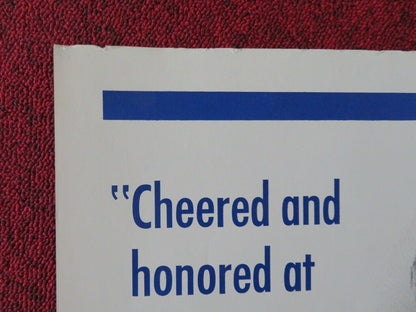 "Cheered and
honored at